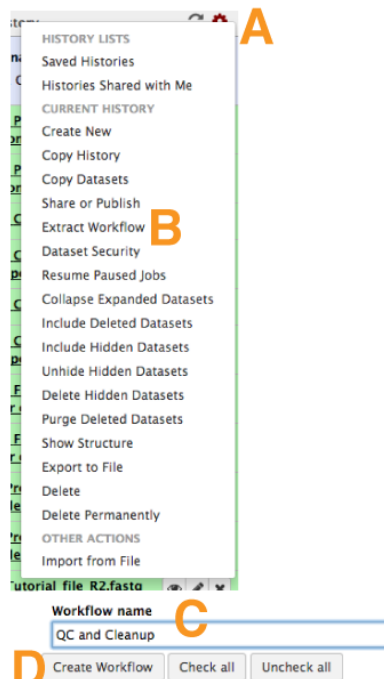 A
HISTORY LISTS
Saved Histories
Histories Shared with Me
CURRENT HISTORY
Create New
Copy History
Copy Datasets
Share or Publish
Extract Workflow B
Dataset Security
Resume Paused Jobs
Collapse Expanded Datasets
Include Deleted Datasets
Include Hidden Datasets
Unhide Hidden Datasets
Delete Hidden Datasets
Purge Deleted Datasets
Show Structure
Export to File
Delete
Delete Permanently
OTHER ACTIONS
Import from File
Tutorial file R2.fastq
Workflow name
C
QC and Cleanup
D Create Workflow Check all Uncheck all